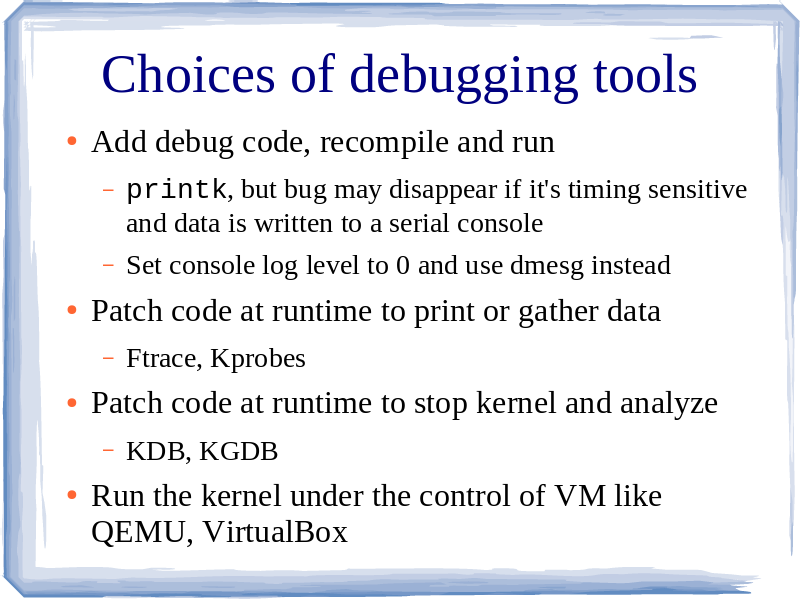 Choices of debugging tools
• Add debug code, recompile and run
– printk, but bug may disappear if it's timing sensitive
and data is written to a serial console
– Set console log level to 0 and use dmesg instead
• Patch code at runtime to print or gather data
– Ftrace, Kprobes
• Patch code at runtime to stop kernel and analyze
– KDB, KGDB
• Run the kernel under the control of VM like
QEMU, VirtualBox